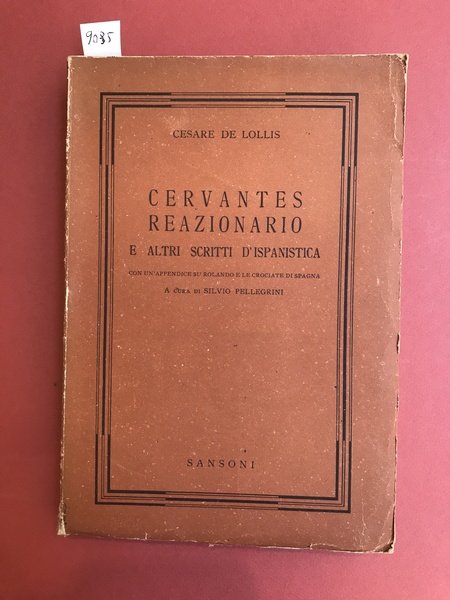 9035
CESARE DE LOLLIS
CERVANTES
REAZIONARIO
E ALTRI SCRITTI D'ISPANISTICA
CON UN'APPENDICE SU ROLANDO E LE CROCIATE DI SPAGNA
A CURA DI SILVIO PELLEGRINI
SANSONI